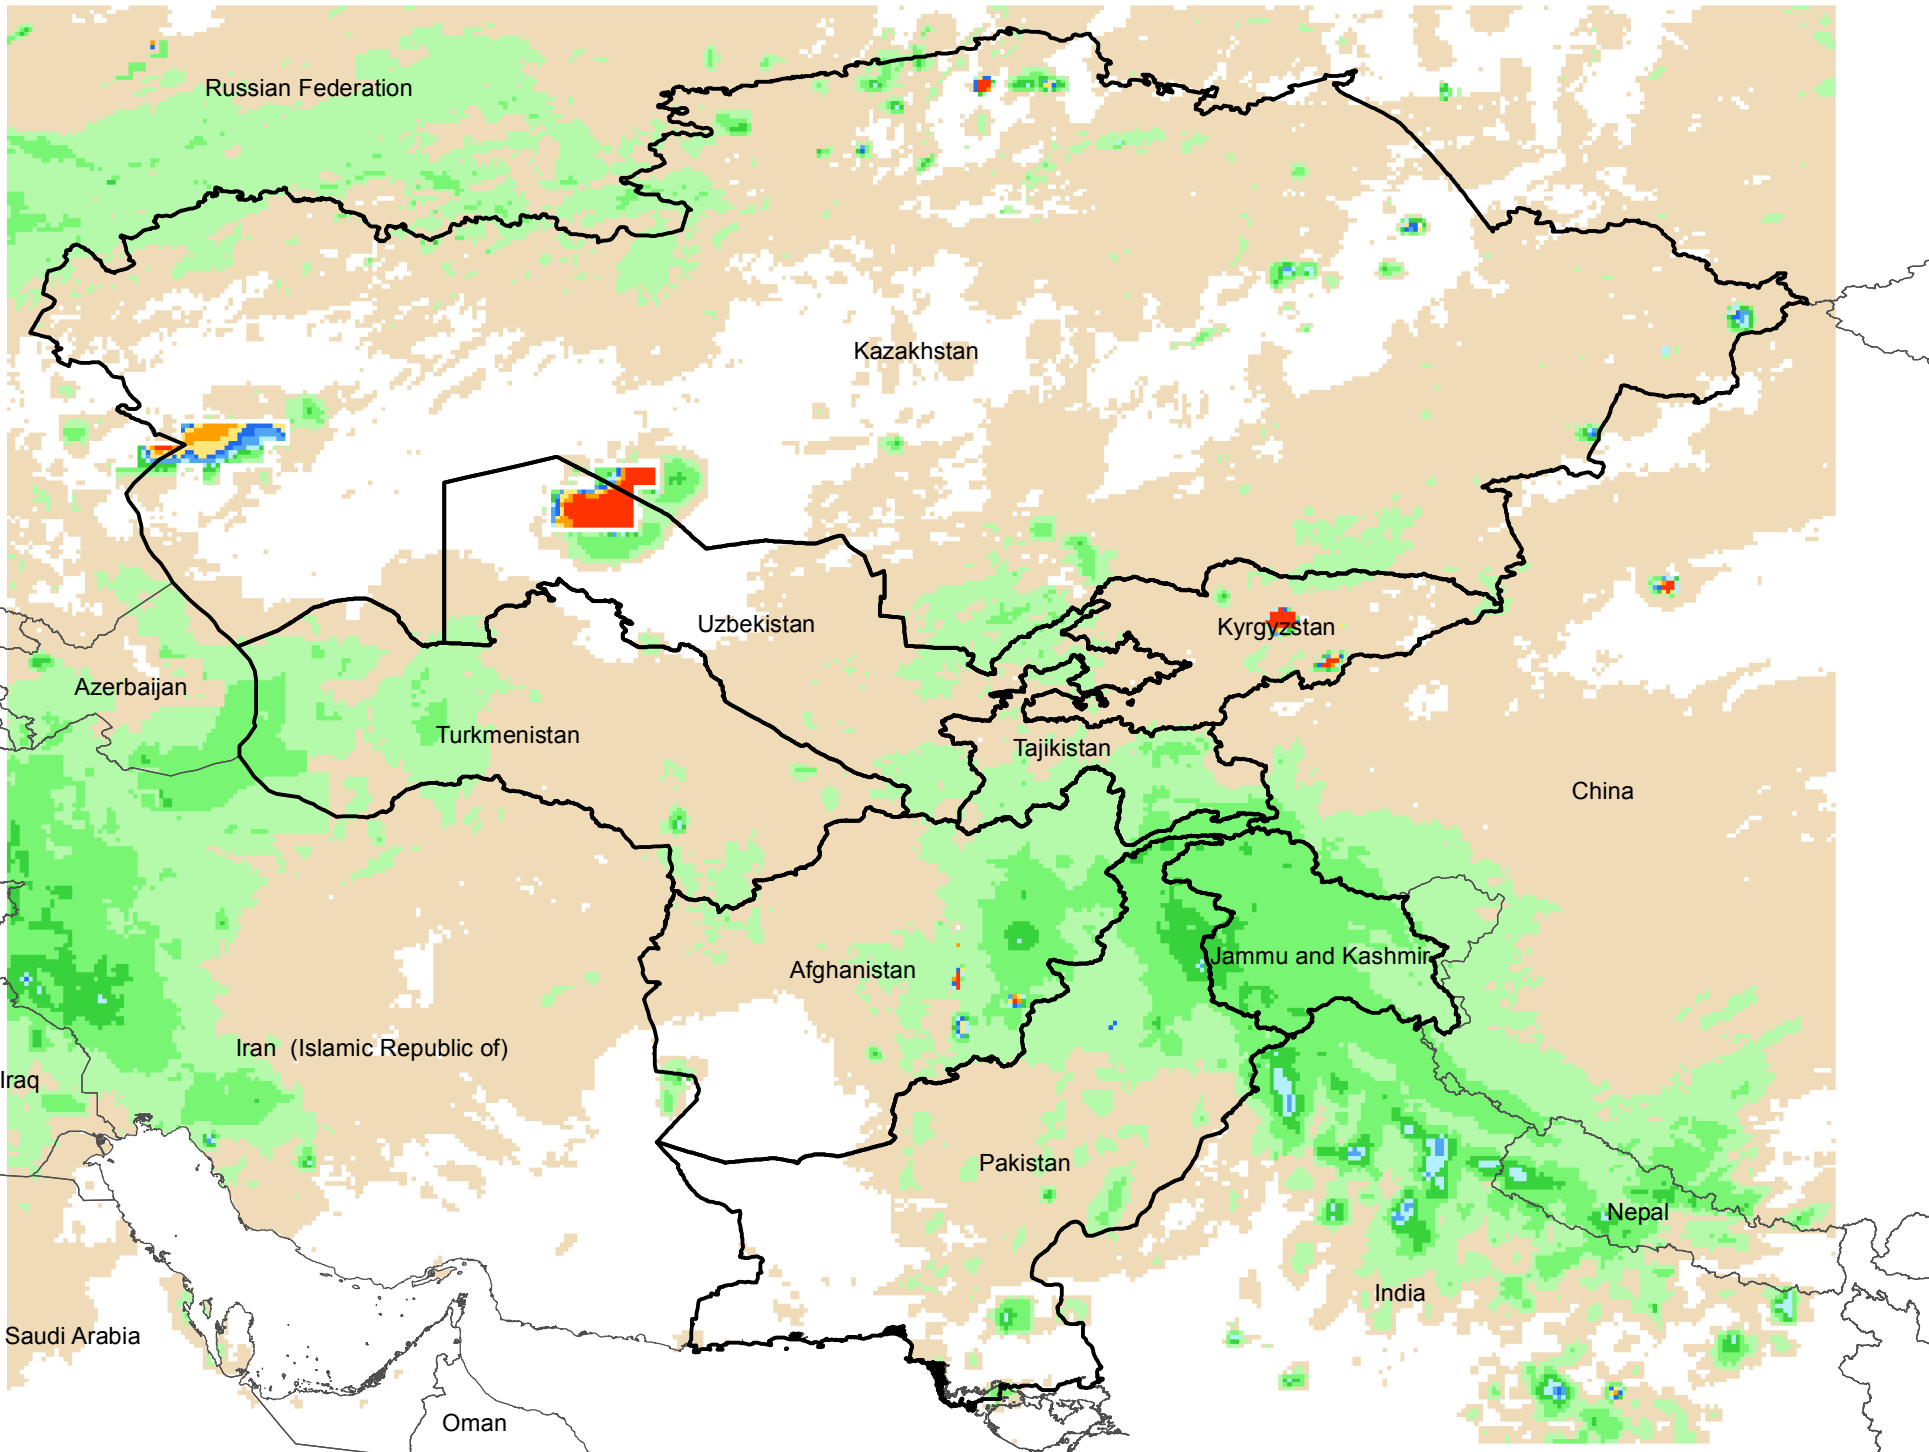 Russian Federation
Kazakhstan
Uzbekistan
Kyrgyzstan
Azerbaijan
Turkmenistan
Tajikistan
China
Afghanistan
Jammu and Kashmir
Iran (Islamic Republic of)
Iraq
Pakistan
Nepal
India
Saudi Arabia
Oman